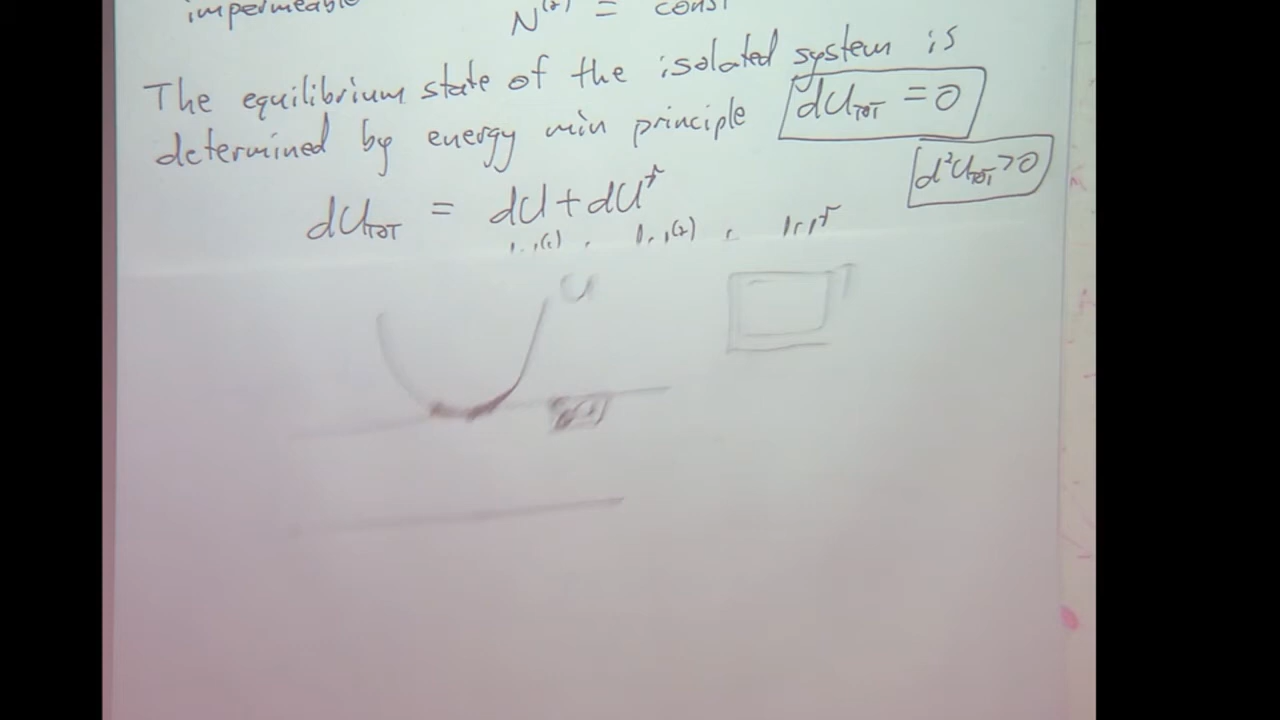 impermeable N⁽²⁾ = const
The equilibrium state of the isolated system is
determined by energy min principle dU_TOT = 0
d²U_TOT > 0
dU_TOT = dU + dUʳ
U